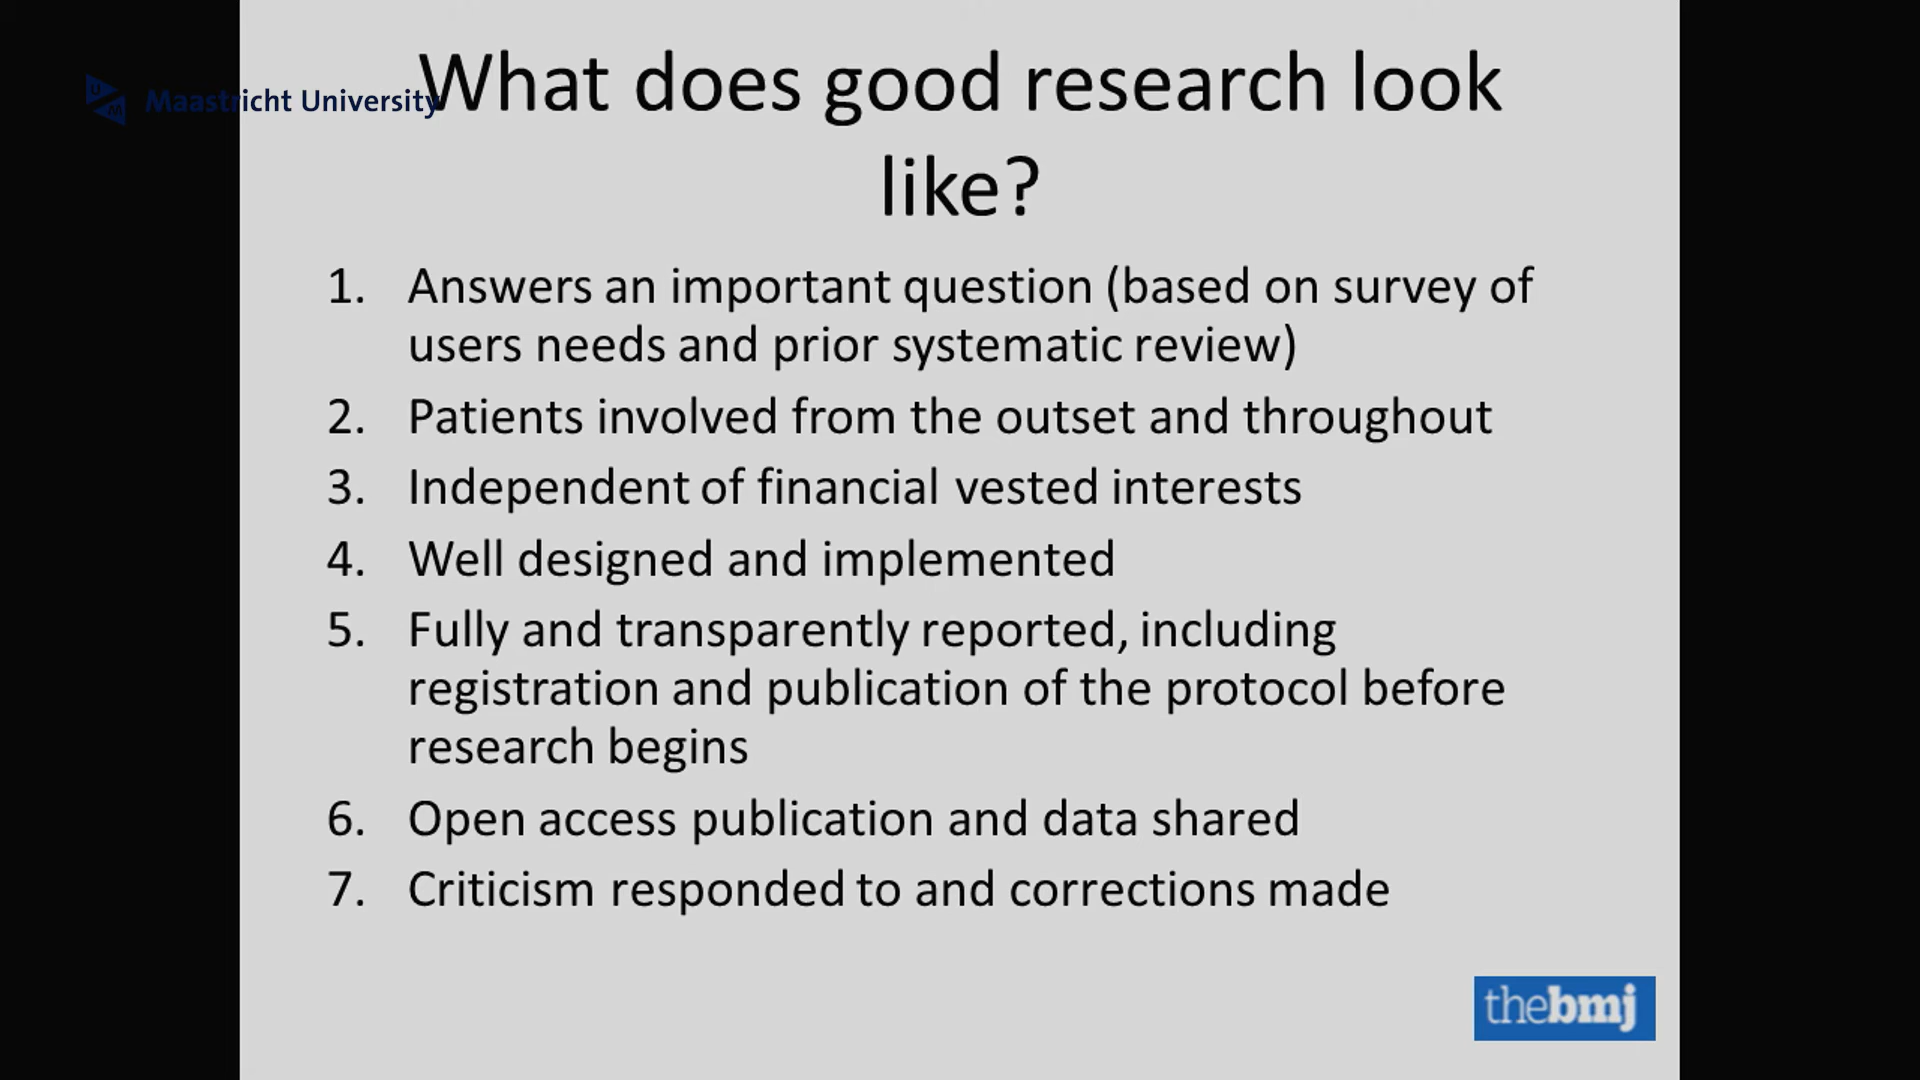 Maastricht University
What does good research look
like?
1. Answers an important question (based on survey of
users needs and prior systematic review)
2. Patients involved from the outset and throughout
3. Independent of financial vested interests
4. Well designed and implemented
5. Fully and transparently reported, including
registration and publication of the protocol before
research begins
6. Open access publication and data shared
7. Criticism responded to and corrections made
thebmj